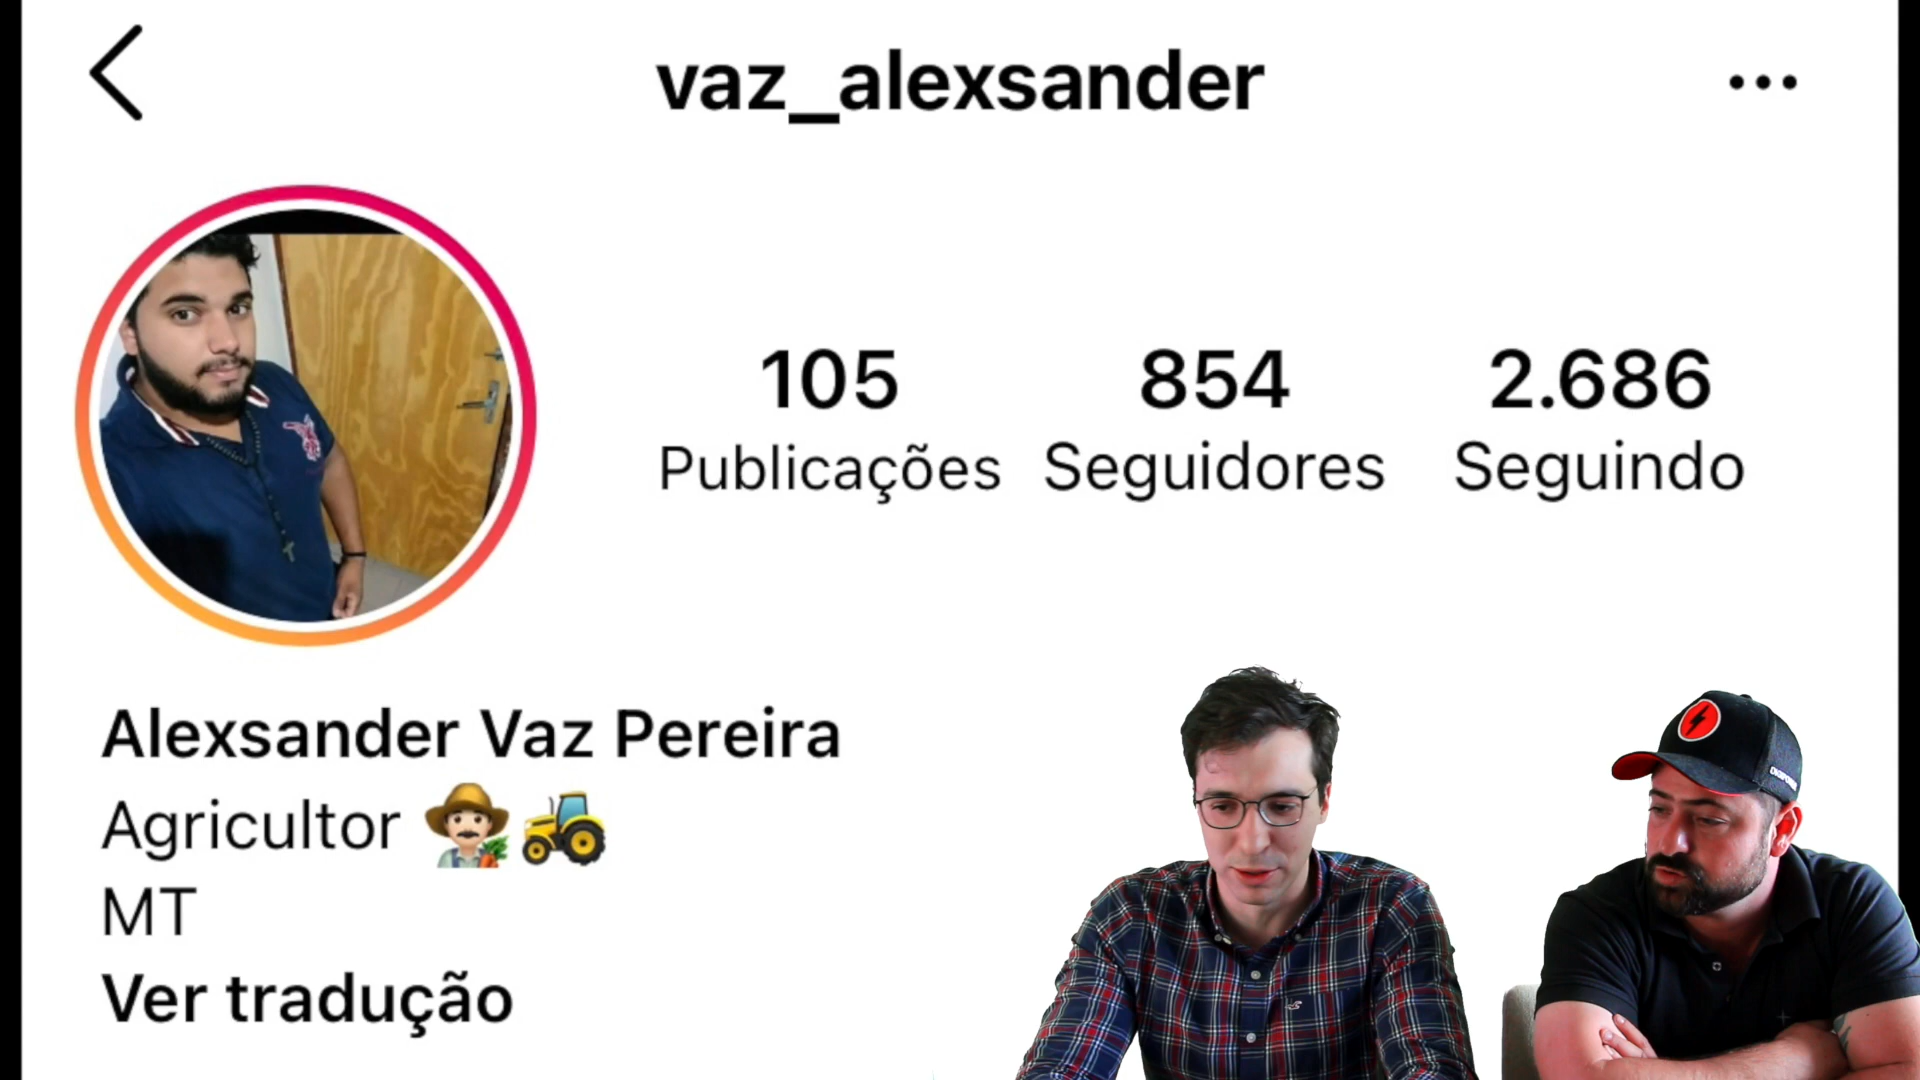 vaz_alexsander
105 854 2.686
Publicações Seguidores Seguindo
Alexsander Vaz Pereira
Agricultor
MT
Ver tradução